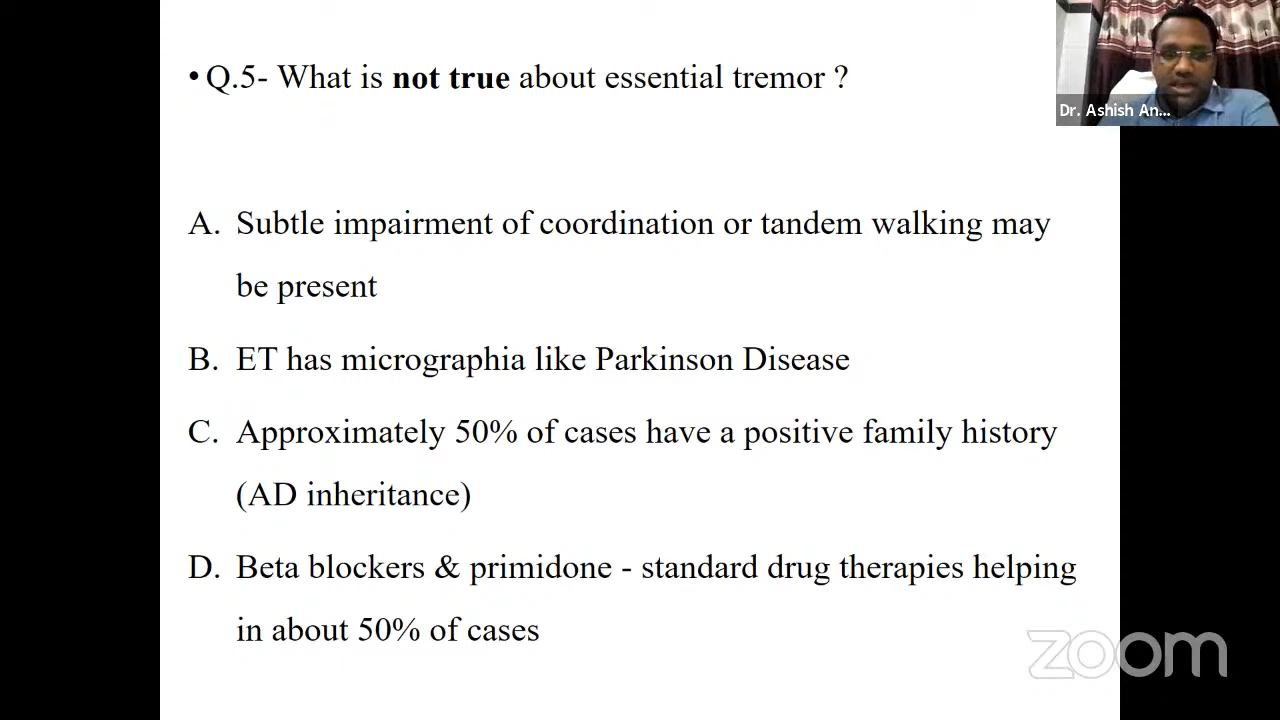 • Q.5- What is not true about essential tremor ?
Dr. Ashish An...
A. Subtle impairment of coordination or tandem walking may
be present
B. ET has micrographia like Parkinson Disease
C. Approximately 50% of cases have a positive family history
(AD inheritance)
D. Beta blockers & primidone - standard drug therapies helping
in about 50% of cases
zoom